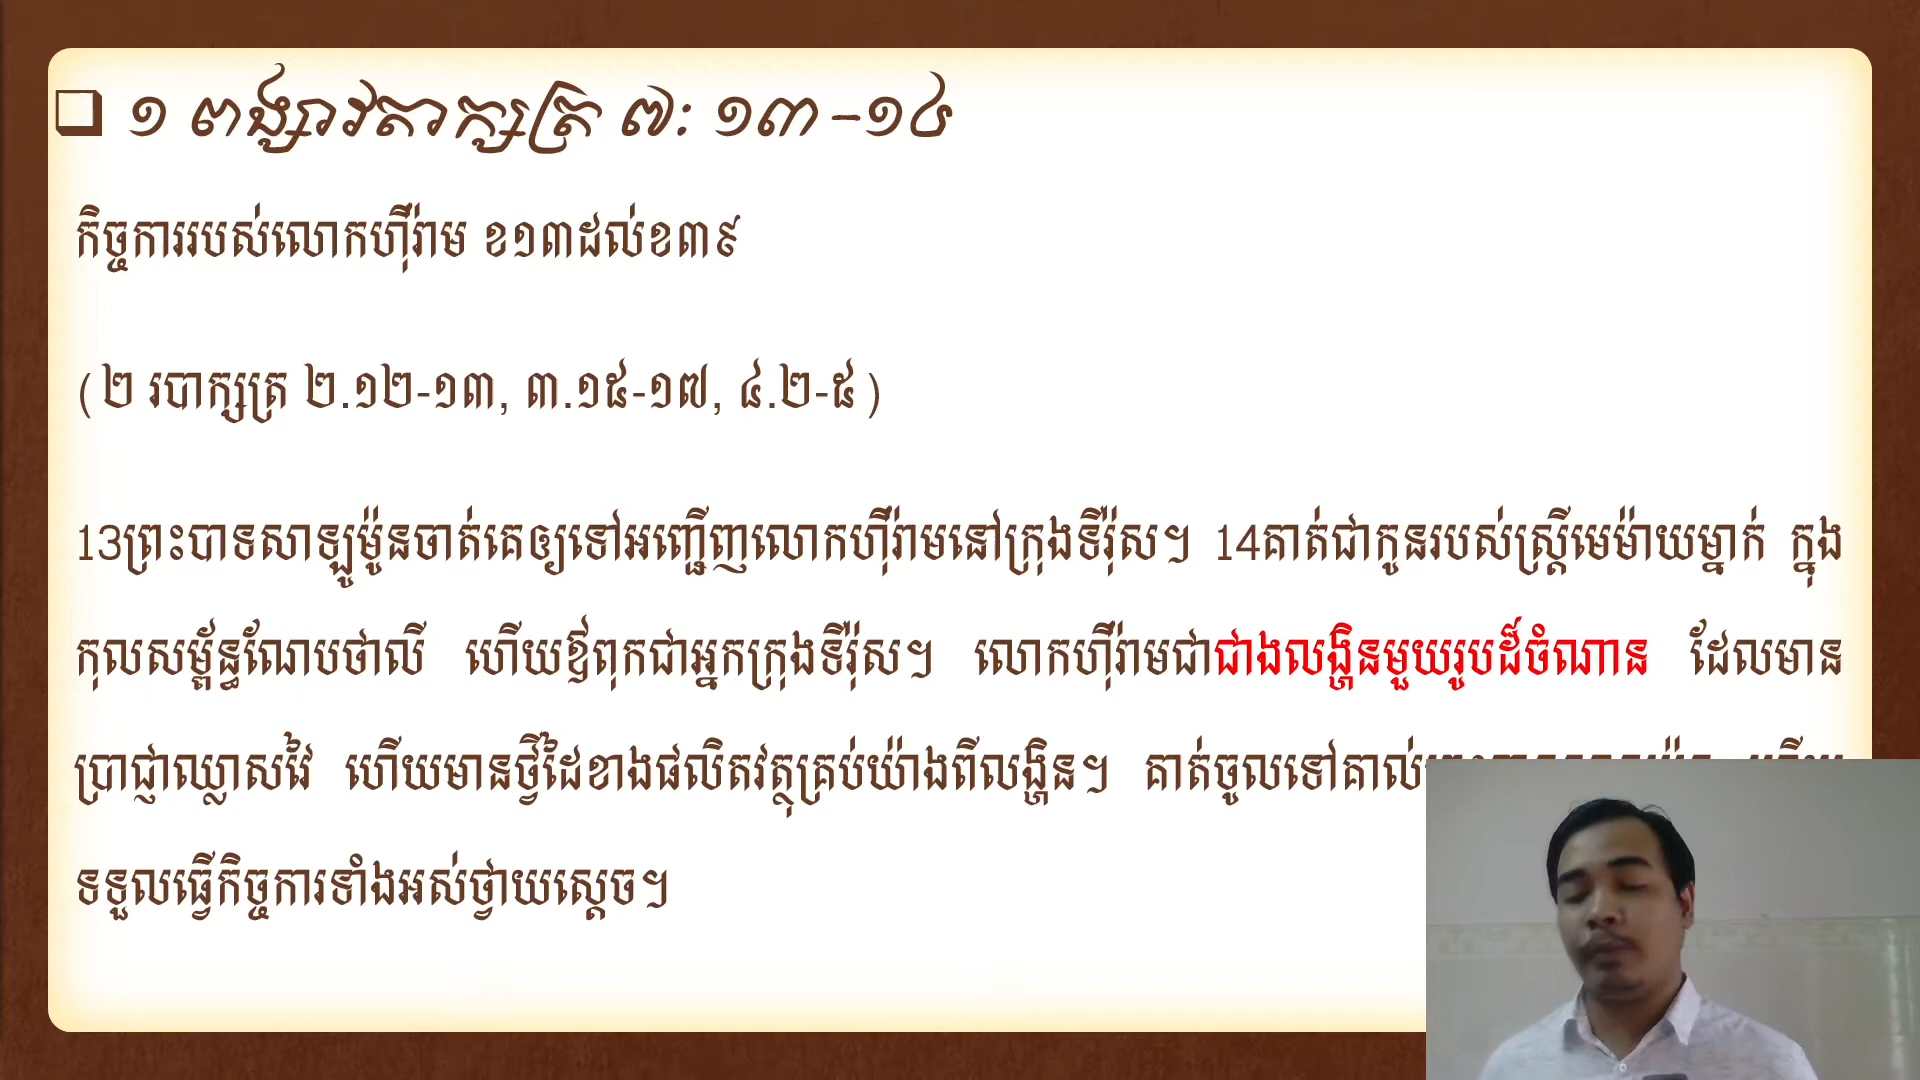 ១ ពង្សាវតាក្សត្រ ៧: ១៣-១៤
កិច្ចការរបស់លោកហ៊ីរ៉ាម ខ១៣ដល់ខ៣៩
(២ របាក្សត្រ ២.១២-១៣, ៣.១៥-១៧, ៤.២-៥)
13ព្រះបាទសាឡូម៉ូនចាត់គេឲ្យទៅអញ្ជើញលោកហ៊ីរ៉ាមនៅក្រុងទីរ៉ុស។ 14គាត់ជាកូនរបស់ស្ត្រីមេម៉ាយម្នាក់ ក្នុង
កុលសម្ព័ន្ធណែបថាលី ហើយឪពុកជាអ្នកក្រុងទីរ៉ុស។ លោកហ៊ីរ៉ាមជាជាងលង្ហិនមួយរូបដ៏ចំណាន ដែលមាន
ប្រាជ្ញាឈ្លាសវៃ ហើយមានថ្វីដៃខាងផលិតវត្ថុគ្រប់យ៉ាងពីលង្ហិន។ គាត់ចូលទៅគាល់
ទទួលធ្វើកិច្ចការទាំងអស់ថ្វាយស្ដេច។